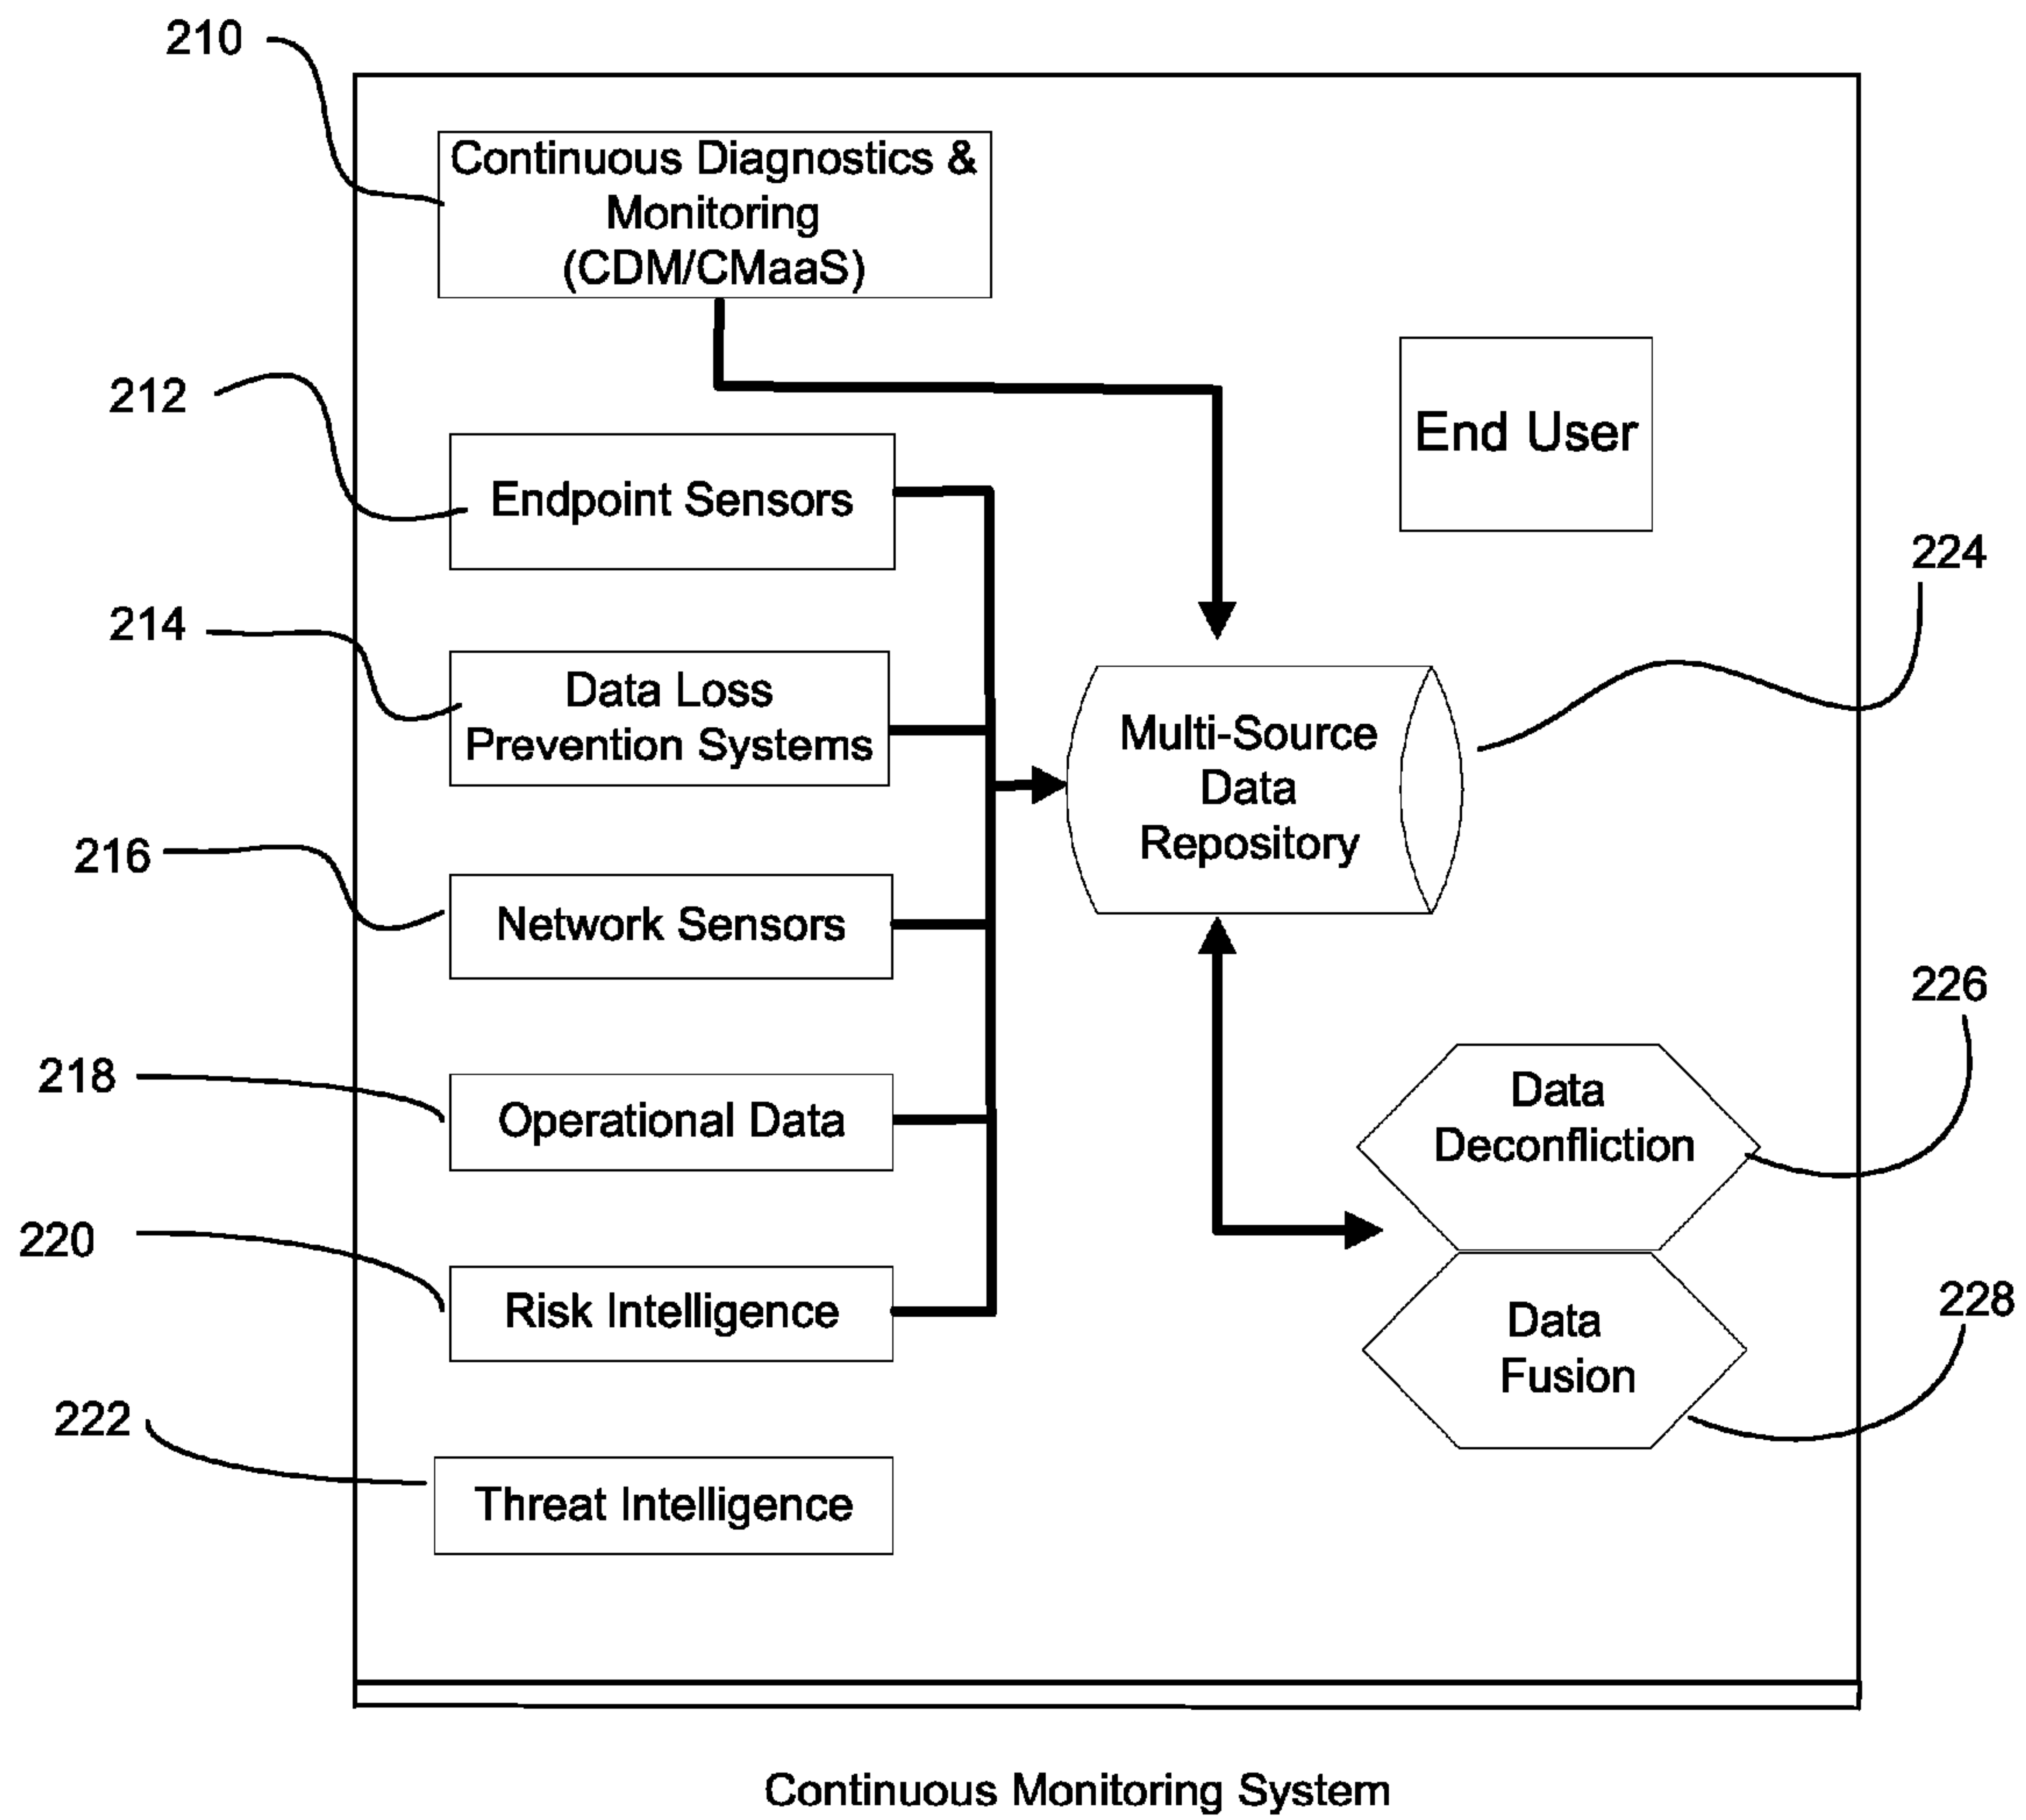 210
Continuous Diagnostics &
Monitoring
(CDM/CMaaS)
212
Endpoint Sensors
End User
224
214
Data Loss
Prevention Systems
Multi-Source
Data
Repository
216
Network Sensors
226
218
Operational Data
Data
Deconfliction
220
Risk Intelligence
228
Data
Fusion
222
Threat Intelligence
Continuous Monitoring System